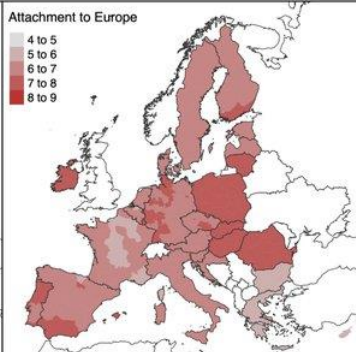 Attachment to Europe
4 to 5
5 to 6
6 to 7
7 to 8
8 to 9